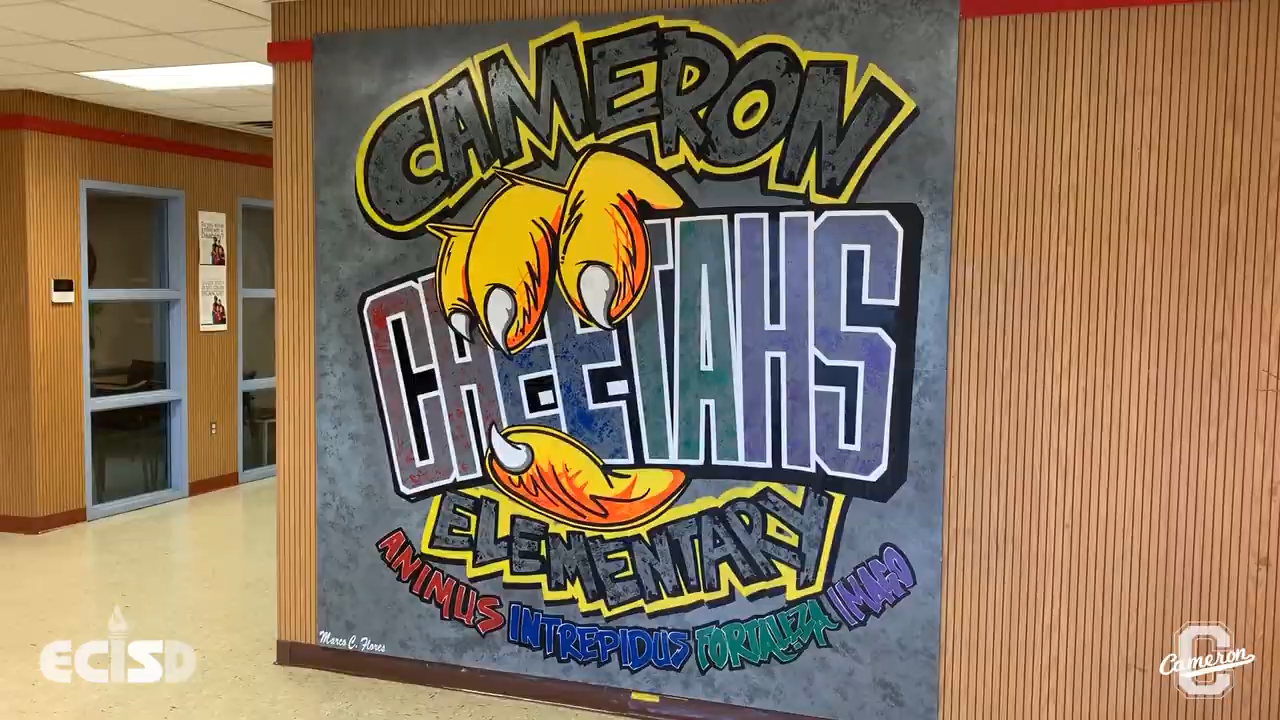 CAMERON
CHEETAHS
ELEMENTARY
ANIMUS INTREPIDUS FORTALEZA IMAGO
Marco C. Flores
ECISD
C
Cameron